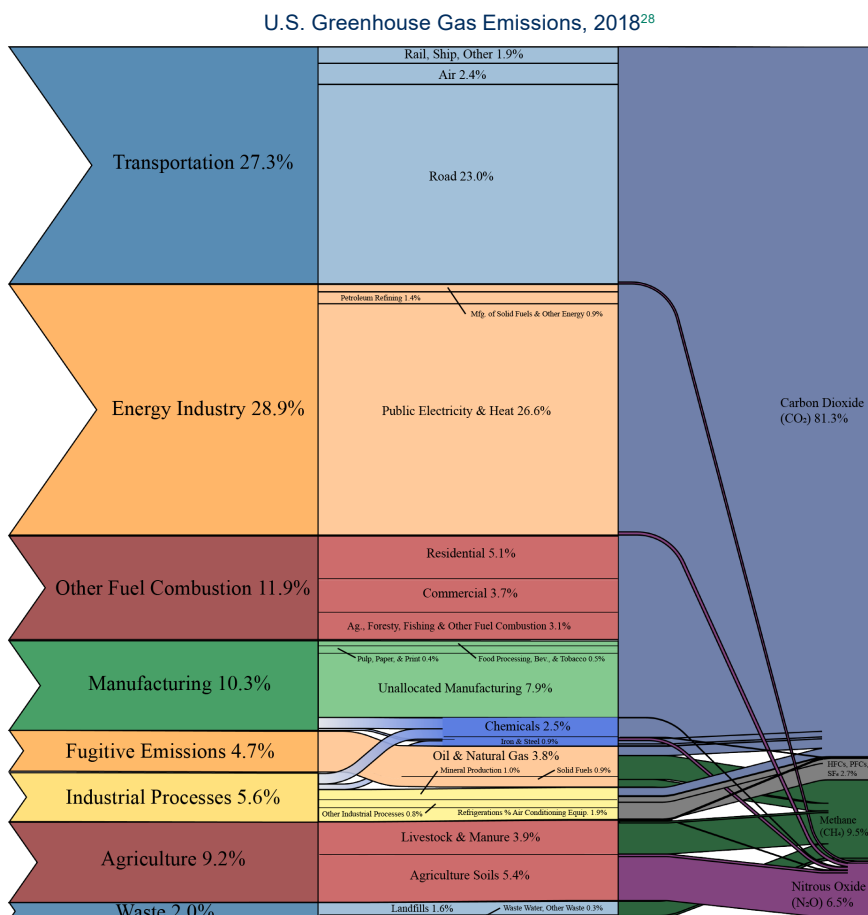 U.S. Greenhouse Gas Emissions, 2018²⁸
Rail, Ship, Other 1.9%
Air 2.4%
Transportation 27.3%
Road 23.0%
Petroleum Refining 1.4%
Mfg. of Solid Fuels & Other Energy 0.9%
Energy Industry 28.9%
Public Electricity & Heat 26.6%
Carbon Dioxide
(CO₂) 81.3%
Residential 5.1%
Other Fuel Combustion 11.9%
Commercial 3.7%
Ag., Foresty, Fishing & Other Fuel Combustion 3.1%
Pulp, Paper, & Print 0.4%
Food Processing, Bev., & Tobacco 0.5%
Manufacturing 10.3%
Unallocated Manufacturing 7.9%
Chemicals 2.5%
Iron & Steel 0.9%
Fugitive Emissions 4.7%
Oil & Natural Gas 3.8%
Mineral Production 1.0%
Solid Fuels 0.9%
HFCs, PFCs,
SF₆ 2.7%
Industrial Processes 5.6%
Other Industrial Processes 0.8%
Refrigerations % Air Conditioning Equip. 1.9%
Methane
(CH₄) 9.5%
Livestock & Manure 3.9%
Agriculture 9.2%
Agriculture Soils 5.4%
Nitrous Oxide
(N₂O) 6.5%
Waste 2.0%
Landfills 1.6%
Waste Water, Other Waste 0.3%